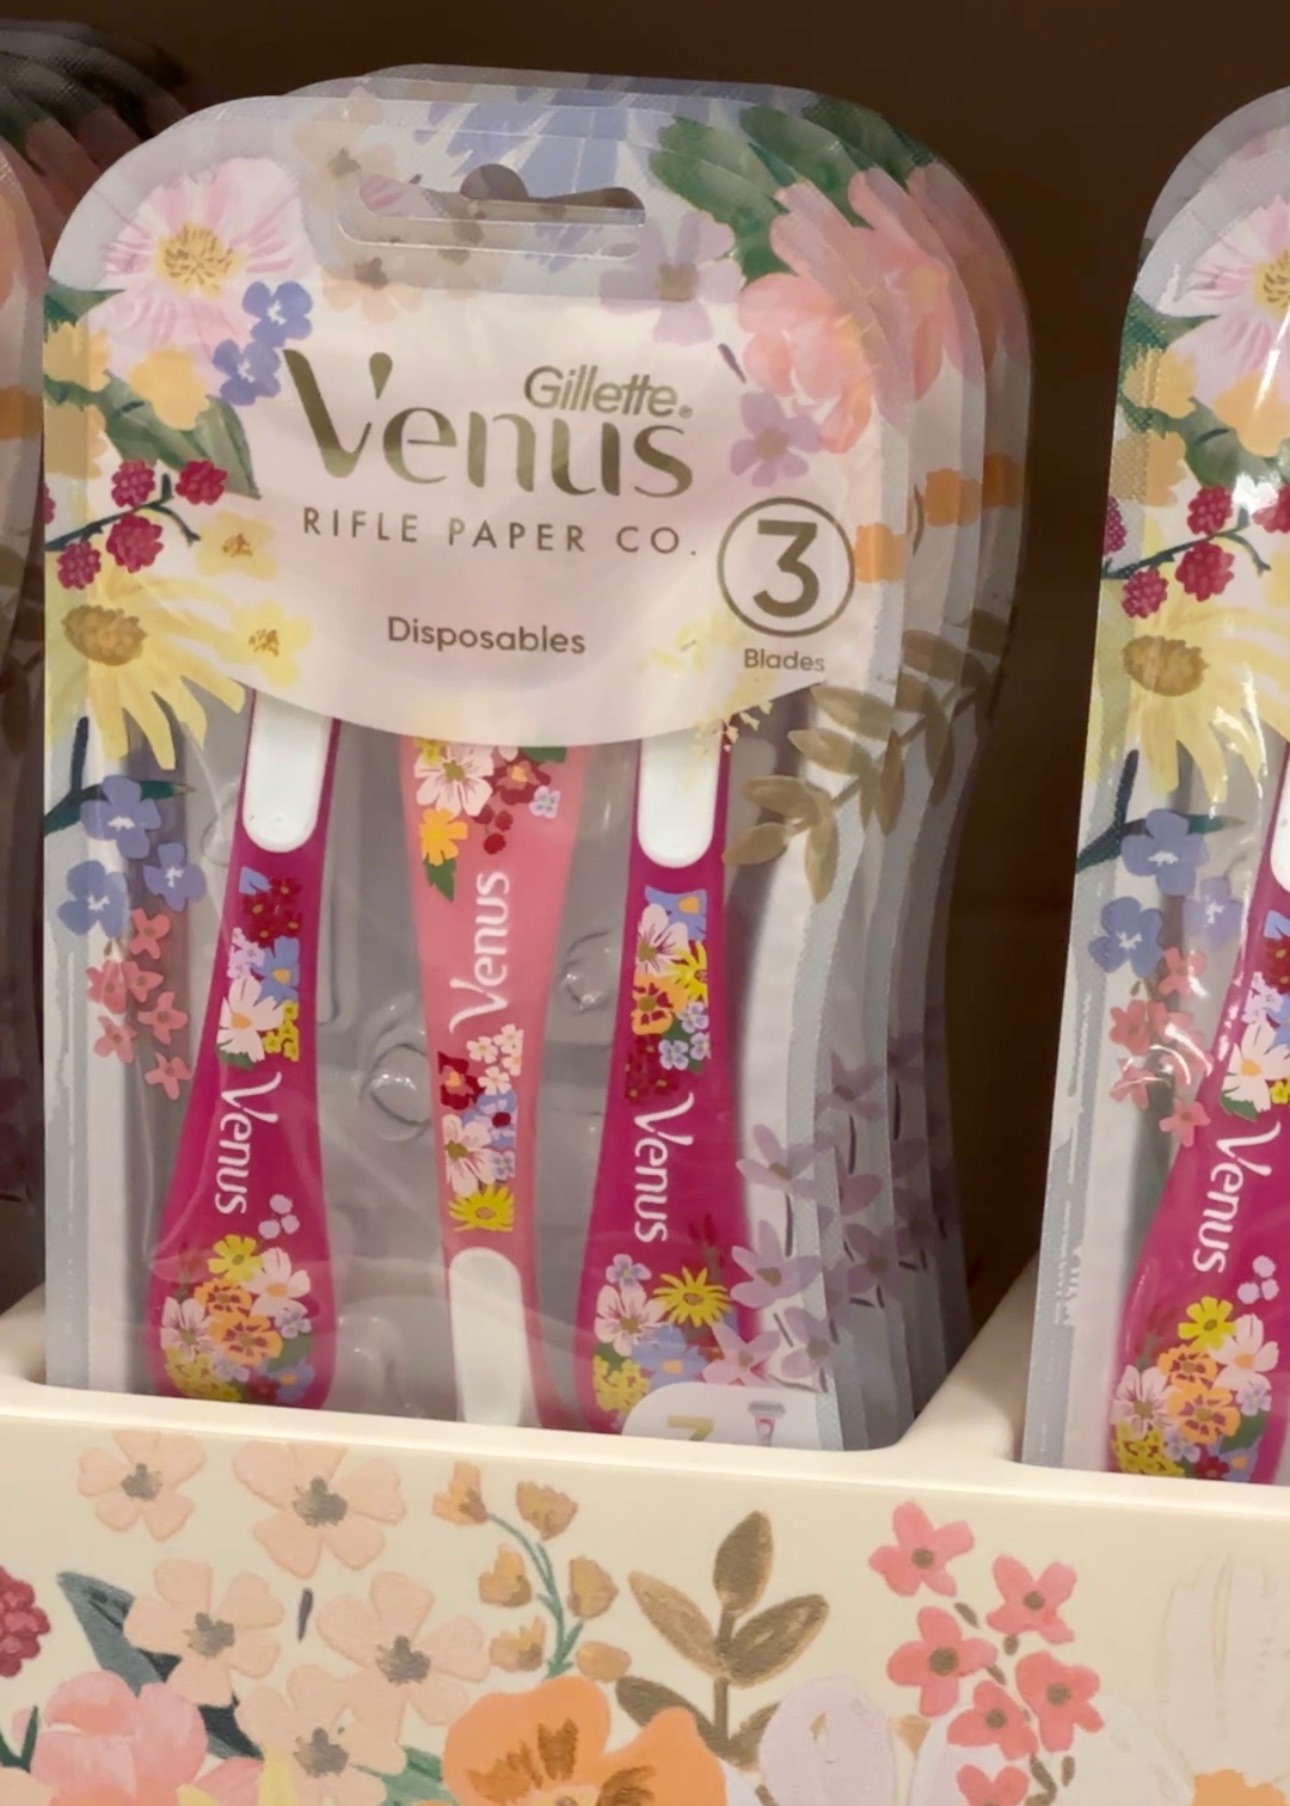 Gillette®
Venus
RIFLE PAPER CO.
3
Blades
Disposables
Venus
Venus
Venus
Venus